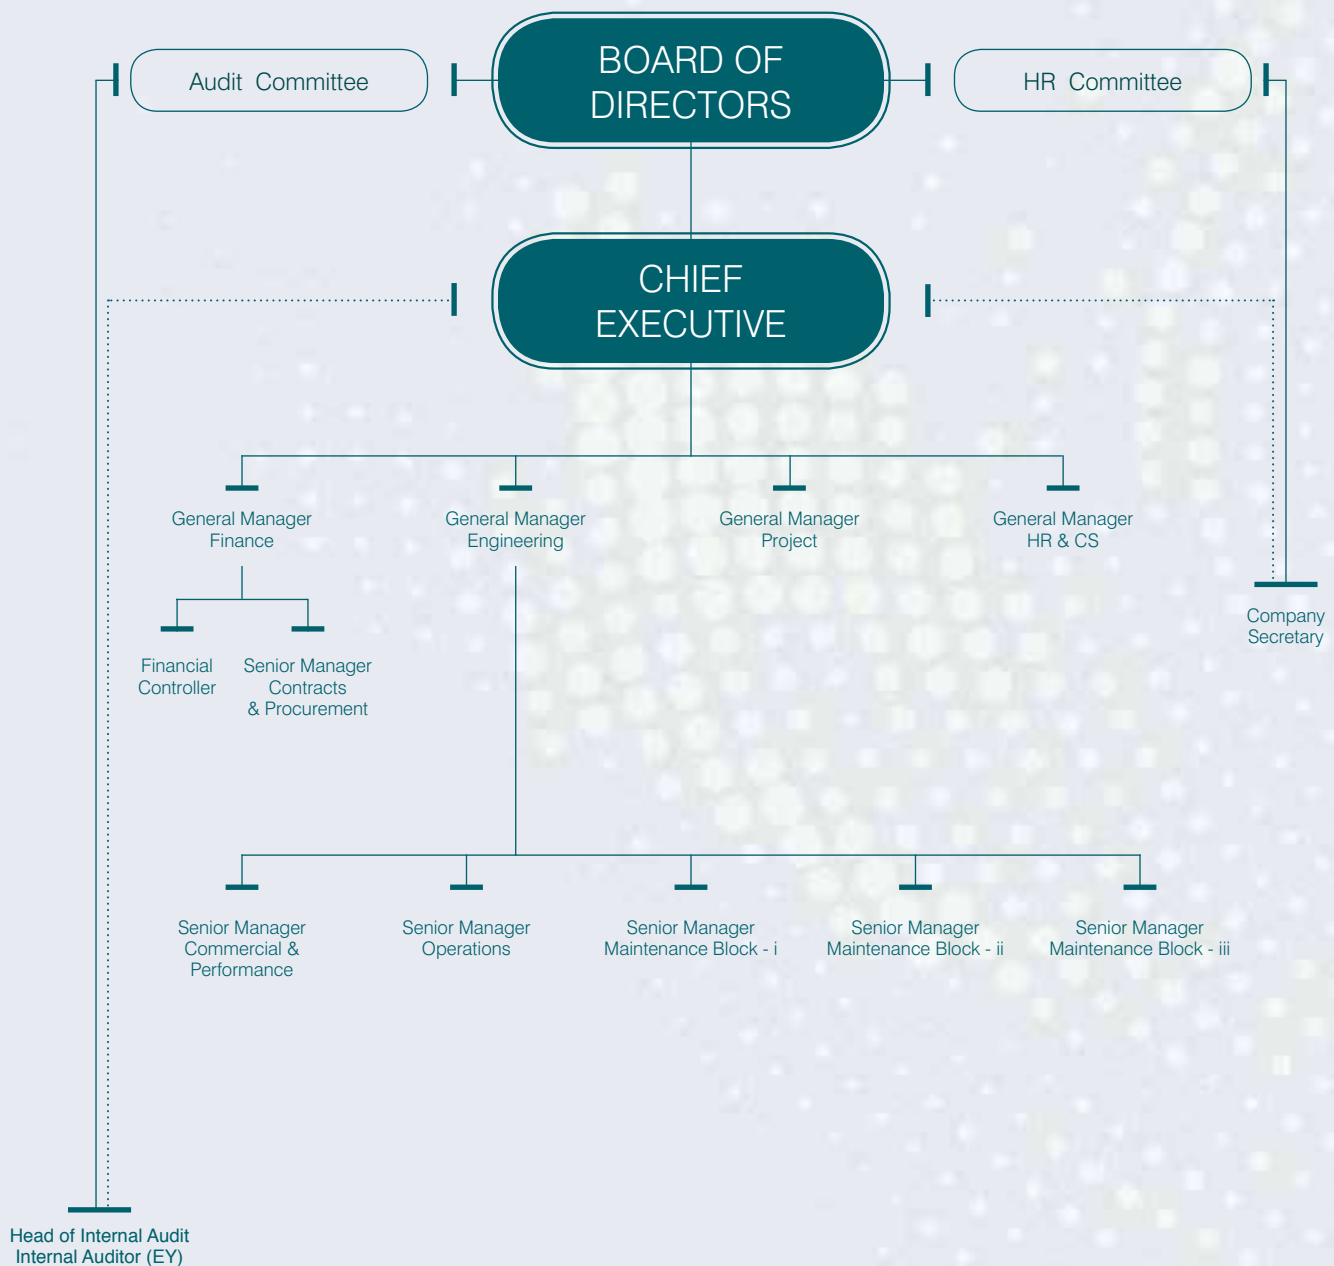 Audit Committee
BOARD OF
DIRECTORS
HR Committee
CHIEF
EXECUTIVE
General Manager
Finance
General Manager
Engineering
General Manager
Project
General Manager
HR & CS
Company
Secretary
Financial
Controller
Senior Manager
Contracts
& Procurement
Senior Manager
Commercial &
Performance
Senior Manager
Operations
Senior Manager
Maintenance Block - i
Senior Manager
Maintenance Block - ii
Senior Manager
Maintenance Block - iii
Head of Internal Audit
Internal Auditor (EY)